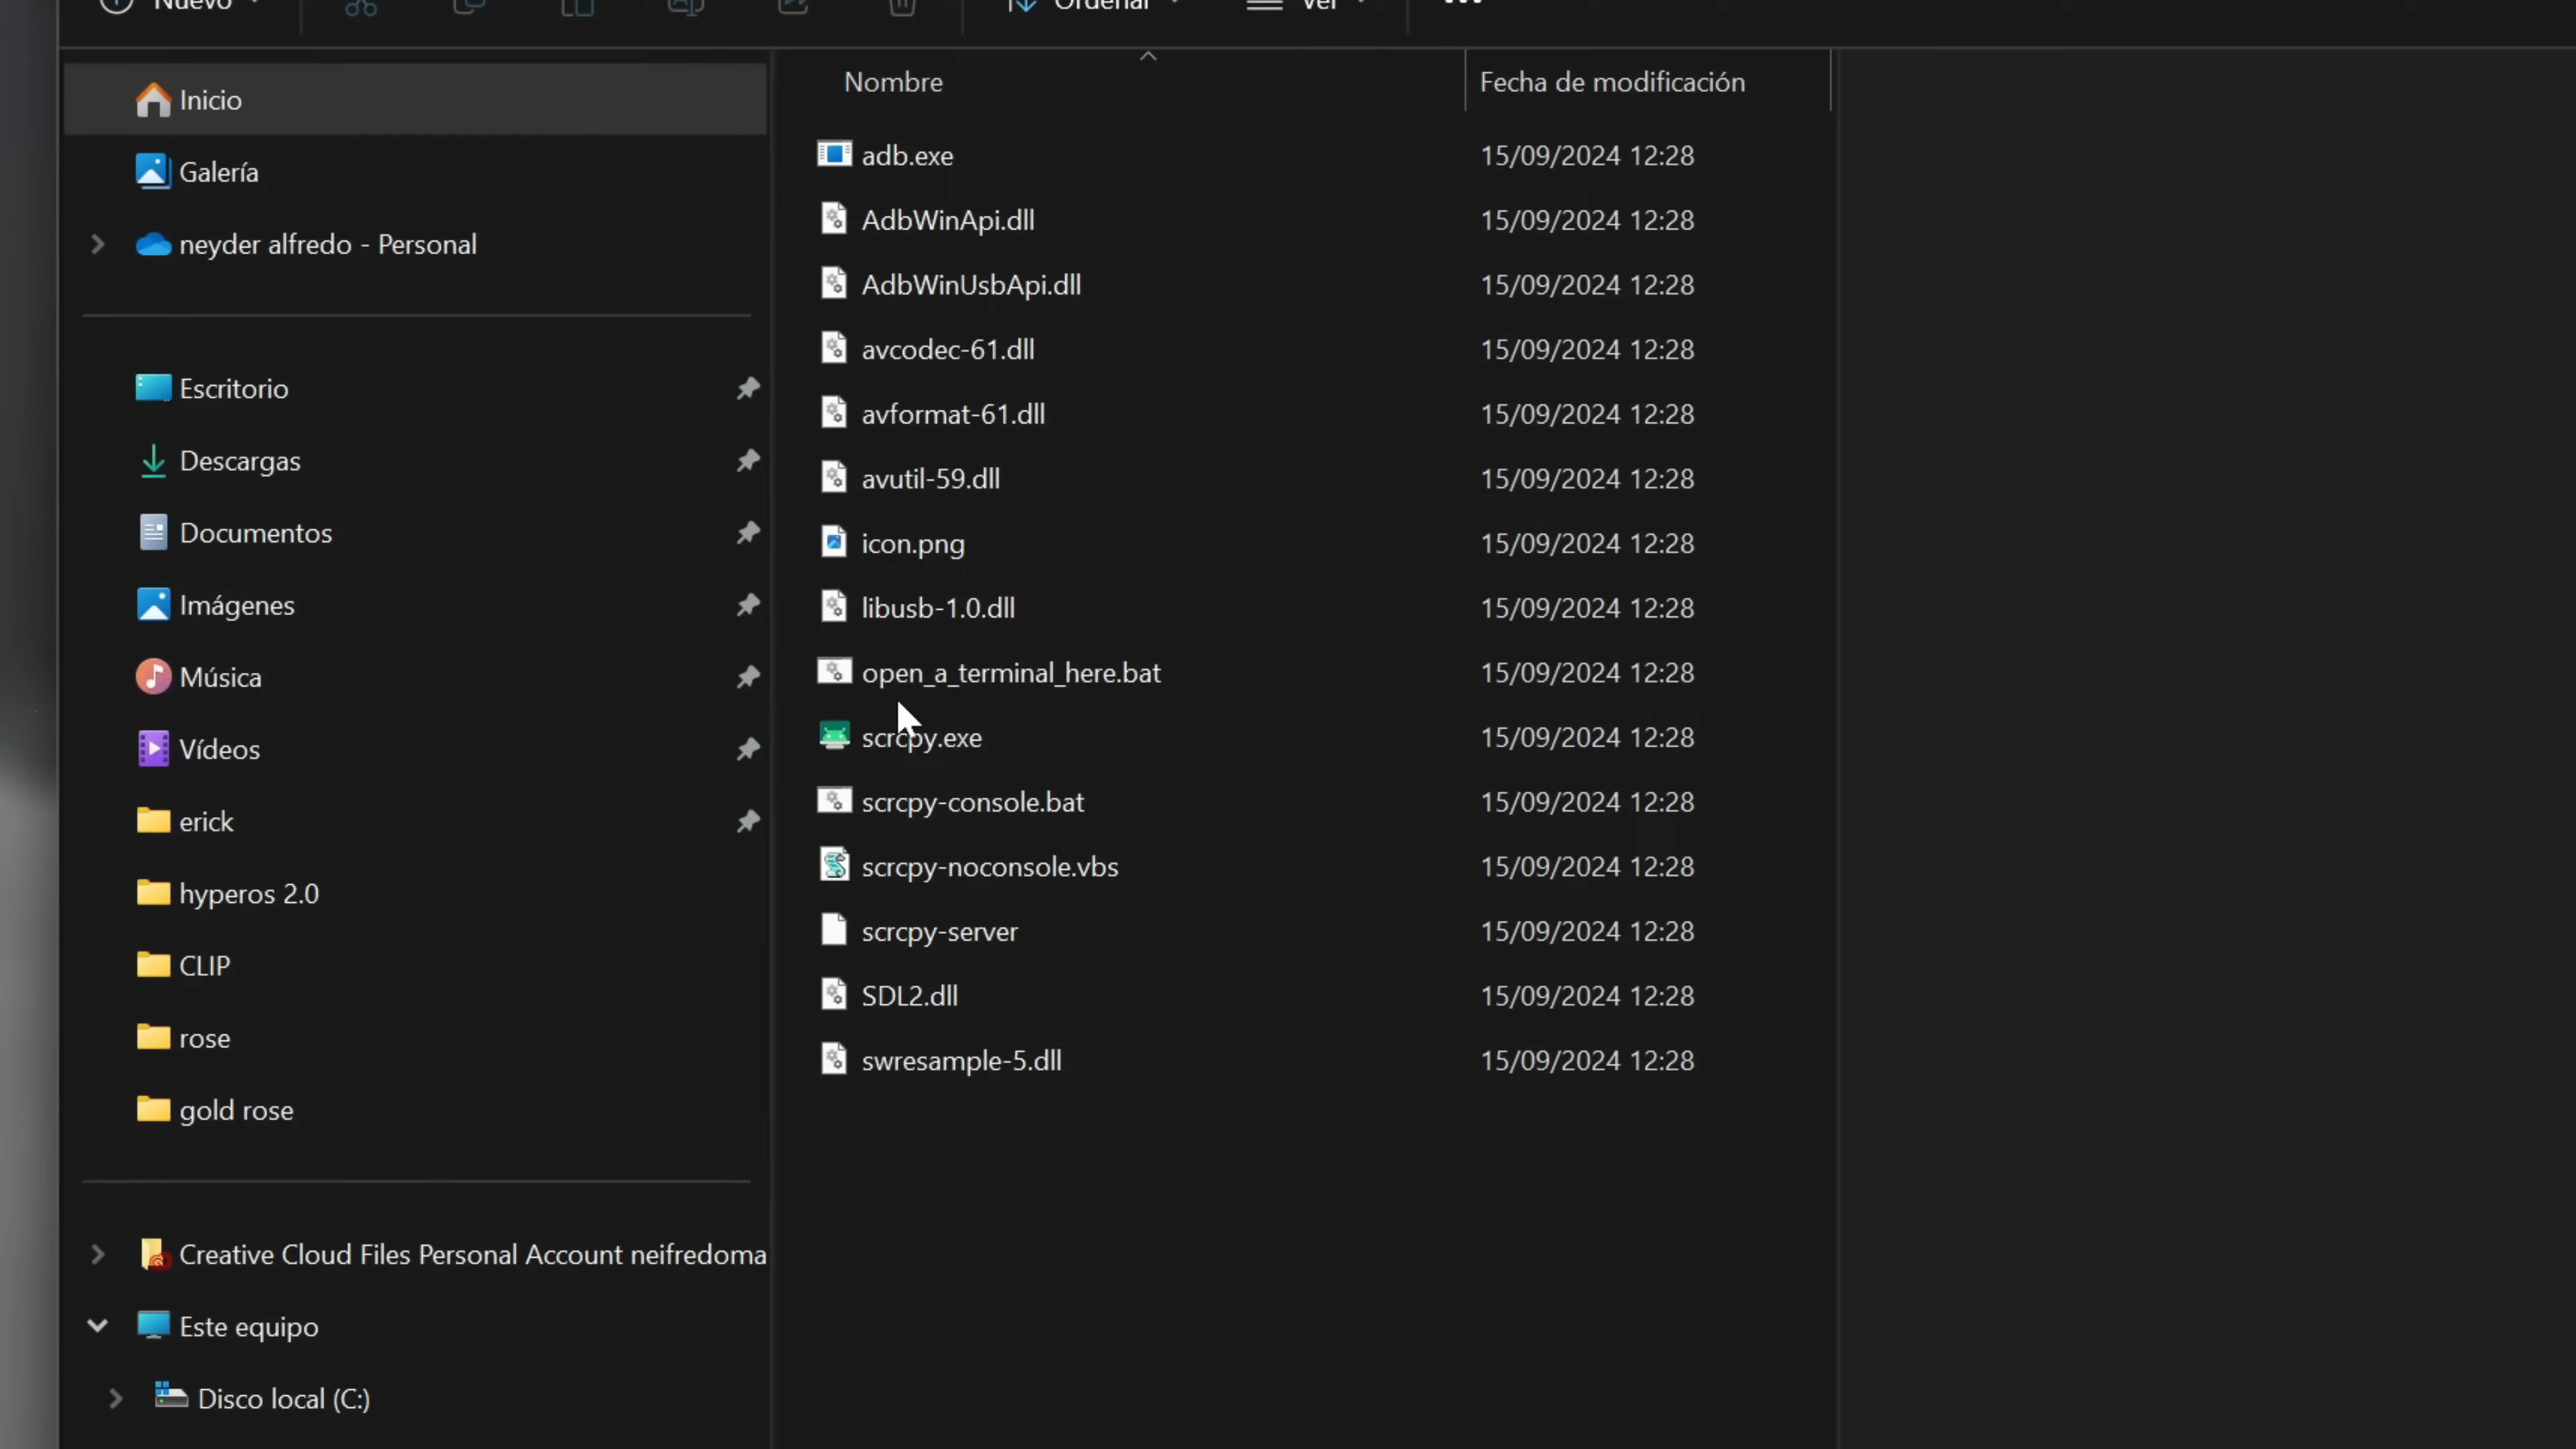 Nuevo
Ordenar
Ver
Inicio
Galería
neyder alfredo - Personal
Escritorio
Descargas
Documentos
Imágenes
Música
Vídeos
erick
hyperos 2.0
CLIP
rose
gold rose
Creative Cloud Files Personal Account neifredoma
Este equipo
Disco local (C:)
Nombre
Fecha de modificación
adb.exe 15/09/2024 12:28
AdbWinApi.dll 15/09/2024 12:28
AdbWinUsbApi.dll 15/09/2024 12:28
avcodec-61.dll 15/09/2024 12:28
avformat-61.dll 15/09/2024 12:28
avutil-59.dll 15/09/2024 12:28
icon.png 15/09/2024 12:28
libusb-1.0.dll 15/09/2024 12:28
open_a_terminal_here.bat 15/09/2024 12:28
scrcpy.exe 15/09/2024 12:28
scrcpy-console.bat 15/09/2024 12:28
scrcpy-noconsole.vbs 15/09/2024 12:28
scrcpy-server 15/09/2024 12:28
SDL2.dll 15/09/2024 12:28
swresample-5.dll 15/09/2024 12:28